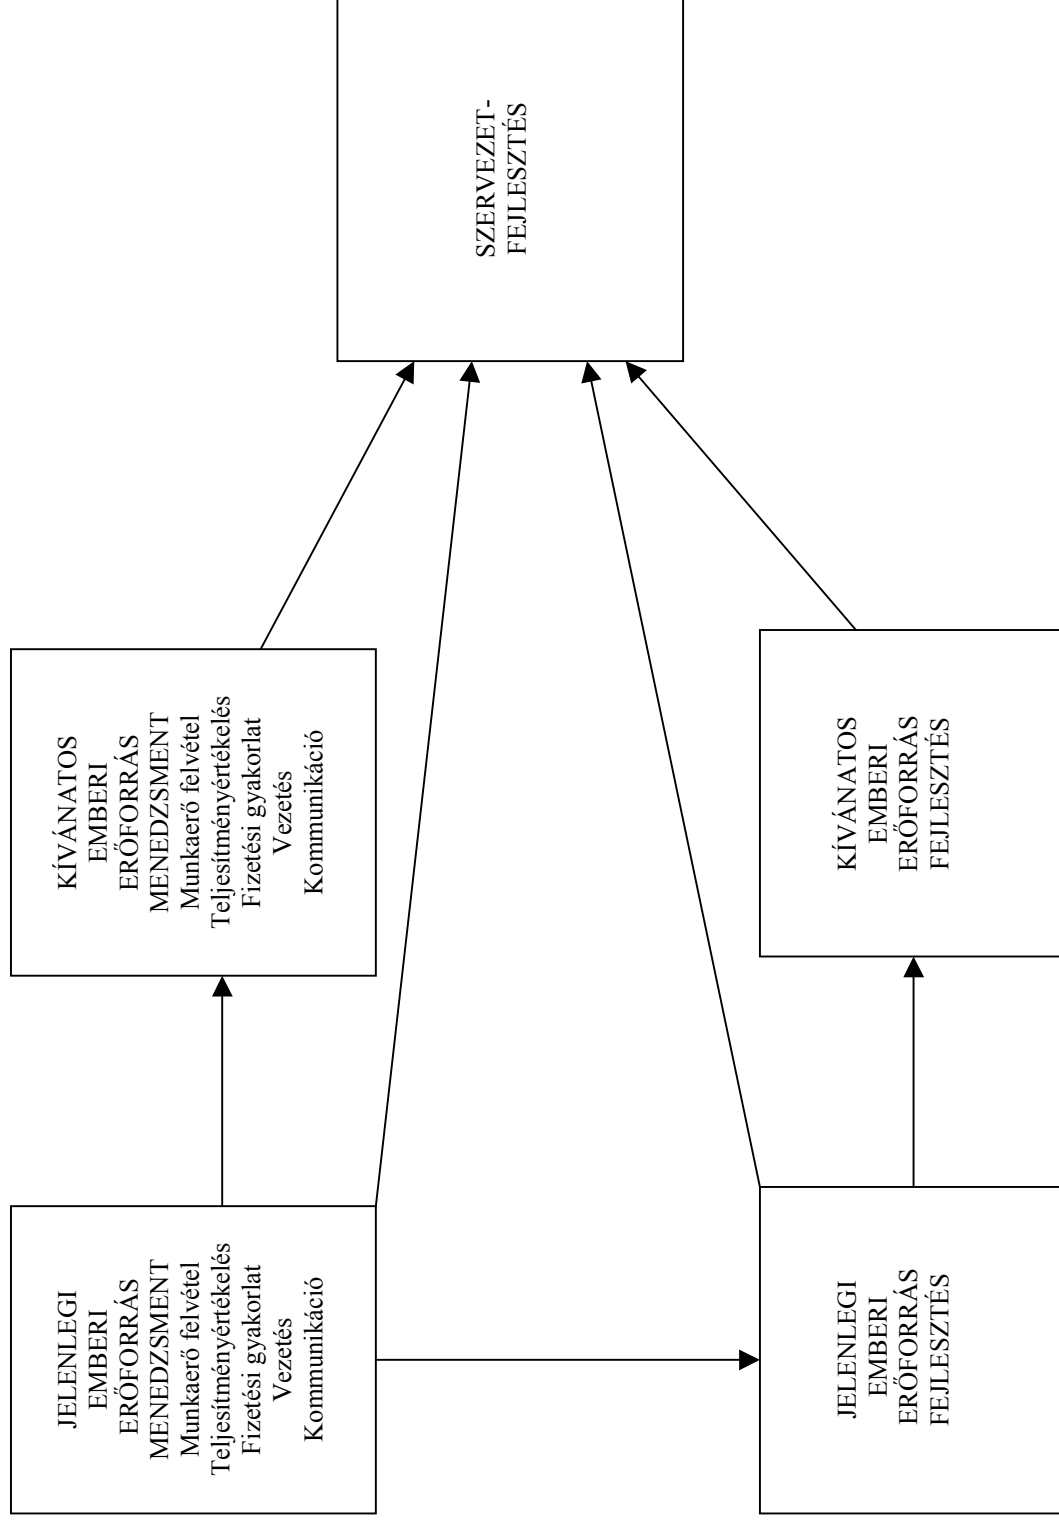 JELENLEGI
EMBERI
ERŐFORRÁS
MENEDZSMENT
Munkaerő felvétel
Teljesítményértékelés
Fizetési gyakorlat
Vezetés
Kommunikáció
KÍVÁNATOS
EMBERI
ERŐFORRÁS
MENEDZSMENT
Munkaerő felvétel
Teljesítményértékelés
Fizetési gyakorlat
Vezetés
Kommunikáció
SZERVEZET-
FEJLESZTÉS
JELENLEGI
EMBERI
ERŐFORRÁS
FEJLESZTÉS
KÍVÁNATOS
EMBERI
ERŐFORRÁS
FEJLESZTÉS